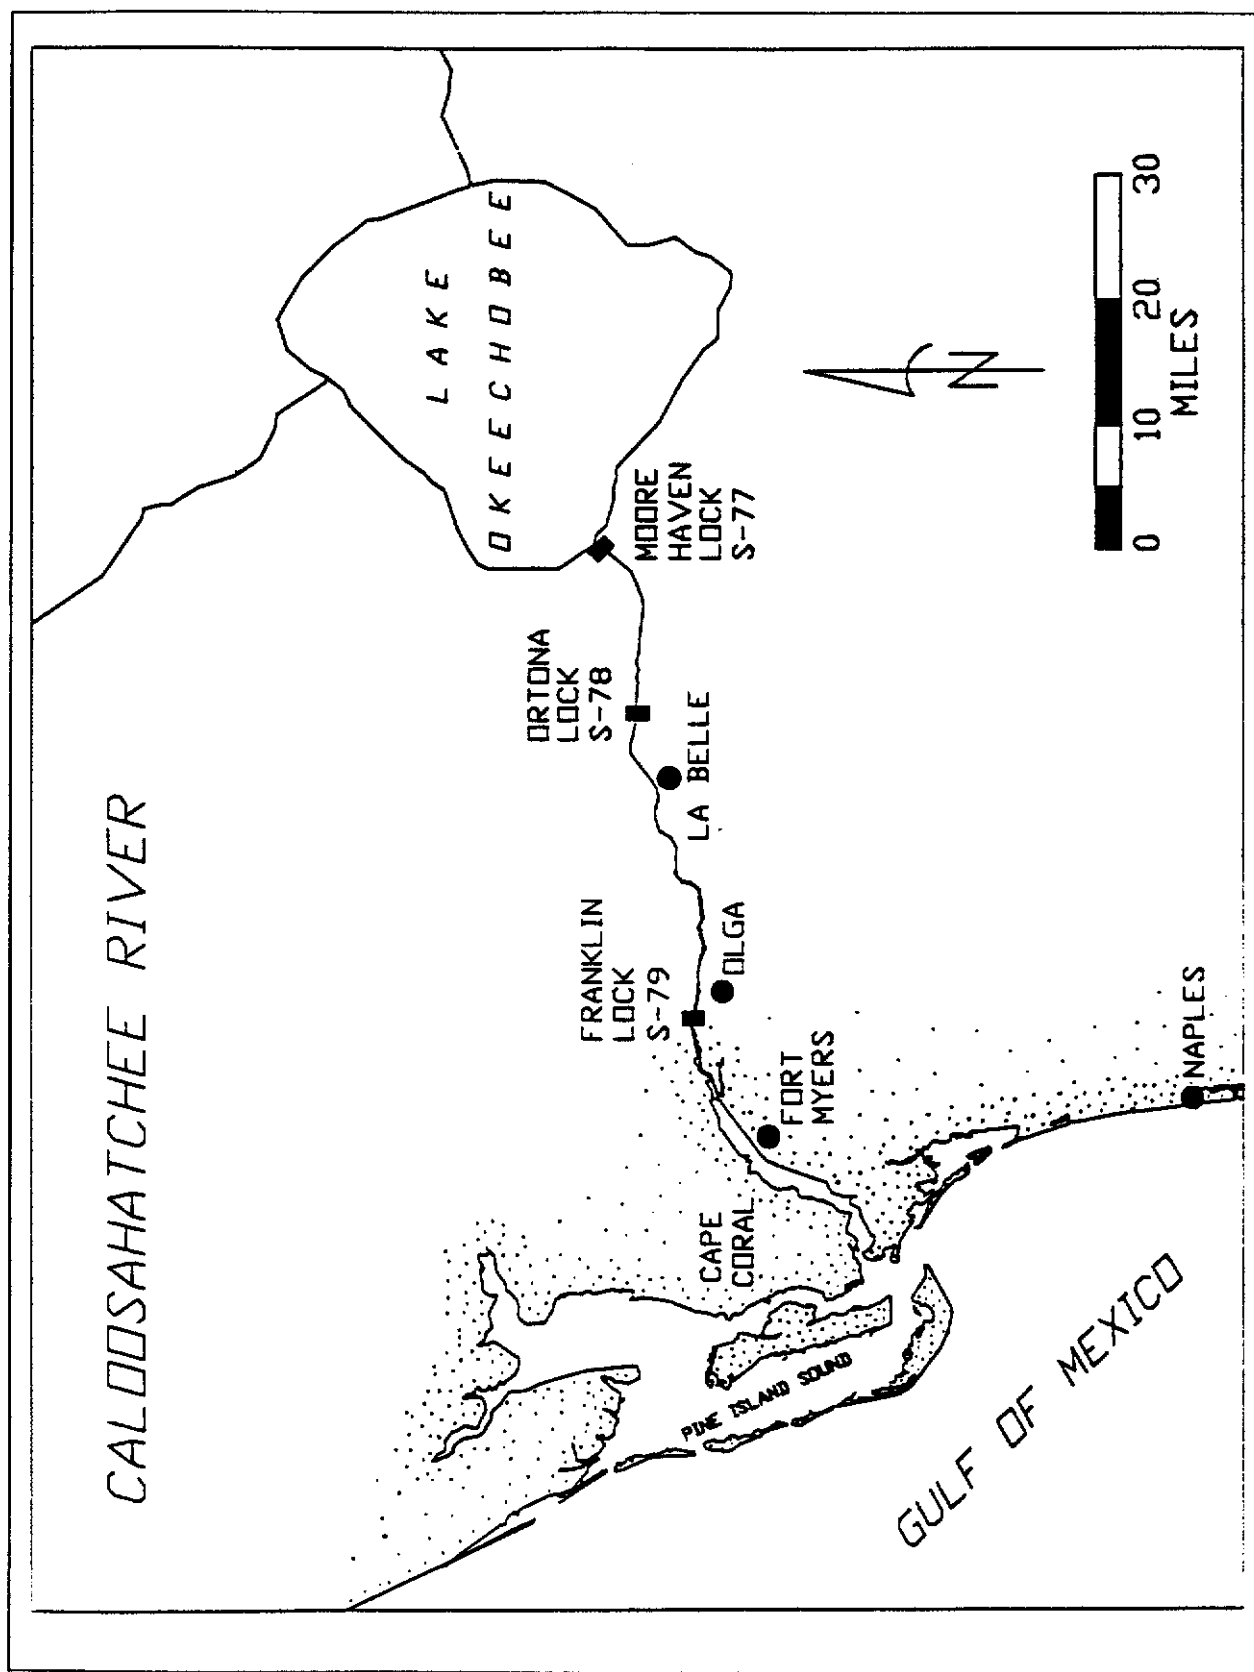 CALOOSAHATCHEE RIVER
LAKE
OKEECHOBEE
ORTONA
LOCK
S-78
MOORE
HAVEN
LOCK
S-77
FRANKLIN
LOCK
S-79
LA BELLE
OLGA
CAPE
CORAL
FORT
MYERS
PINE ISLAND SOUND
NAPLES
GULF OF MEXICO
N
0 10 20 30
MILES